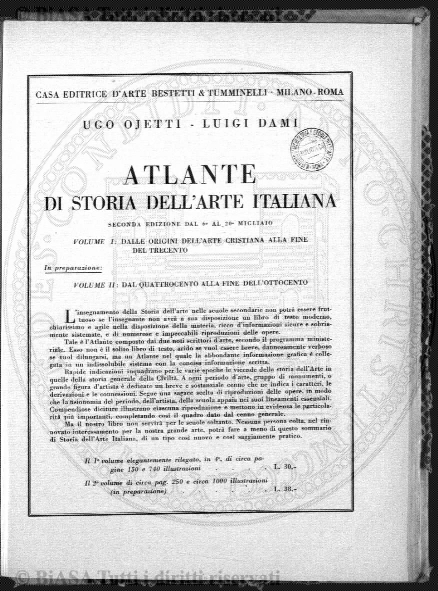 CASA EDITRICE D'ARTE BESTETTI & TUMMINELLI - MILANO-ROMA
UGO OJETTI - LUIGI DAMI
ATLANTE
DI STORIA DELL'ARTE ITALIANA
SECONDA EDIZIONE DAL 6º AL 20º MIGLIAIO
VOLUME I: DALLE ORIGINI DELL'ARTE CRISTIANA ALLA FINE
DEL TRECENTO
In preparazione:
VOLUME II: DAL QUATTROCENTO ALLA FINE DELL'OTTOCENTO
L'insegnamento della Storia dell'arte nelle scuole secondarie non potrà essere frut-
tuoso se l'insegnante non avrà a sua disposizione un libro di testo moderno,
chiarissimo e agile nella disposizione della materia, ricco d'informazioni sicure e sobria-
mente sistemate, e di numerose e impeccabili riproduzioni delle opere.
Tale è l'Atlante composto dai due noti scrittori d'arte, secondo il programma ministe-
riale. Esso non è il solito libro di testo, arido se vuol essere breve, dannosamente verboso
se vuol dilungarsi, ma un Atlante nel quale la abbondante informazione grafica è colle-
gata in un indissolubile sistema con la concisa informazione scritta.
Rapide indicazioni inquadrano per le varie epoche le vicende della storia dell'Arte in
quelle della storia generale della Civiltà. A ogni periodo d'arte, gruppo di monumenti, o
grande figura d'artista è dedicato un breve e sostanziale cenno che ne indica i caratteri, le
derivazioni e le connessioni. Segue una sagace scelta di riproduzioni delle opere, in modo
che la fisionomia del periodo, dell'artista, della scuola appaia nei suoi lineamenti essenziali.
Compendiose diciture illustrano ciascuna riproduzione e mettono in evidenza le particola-
rità più importanti, completando così il quadro dato dal cenno generale.
Ma il nostro libro non servirà per le scuole soltanto. Nessuna persona colta, nel rin-
novato interessamento per la nostra grande arte, potrà fare a meno di questo sommario
di Storia dell'Arte Italiana, di un tipo così nuovo e così saggiamente pratico.
Il 1º volume elegantemente rilegato, in 4º, di circa pa-
gine 150 e 740 illustrazioni L. 30,-
Il 2º volume di circa pag. 250 e circa 1000 illustrazioni
(in preparazione) L. 38.-
© BiASA Tutti i diritti riservati